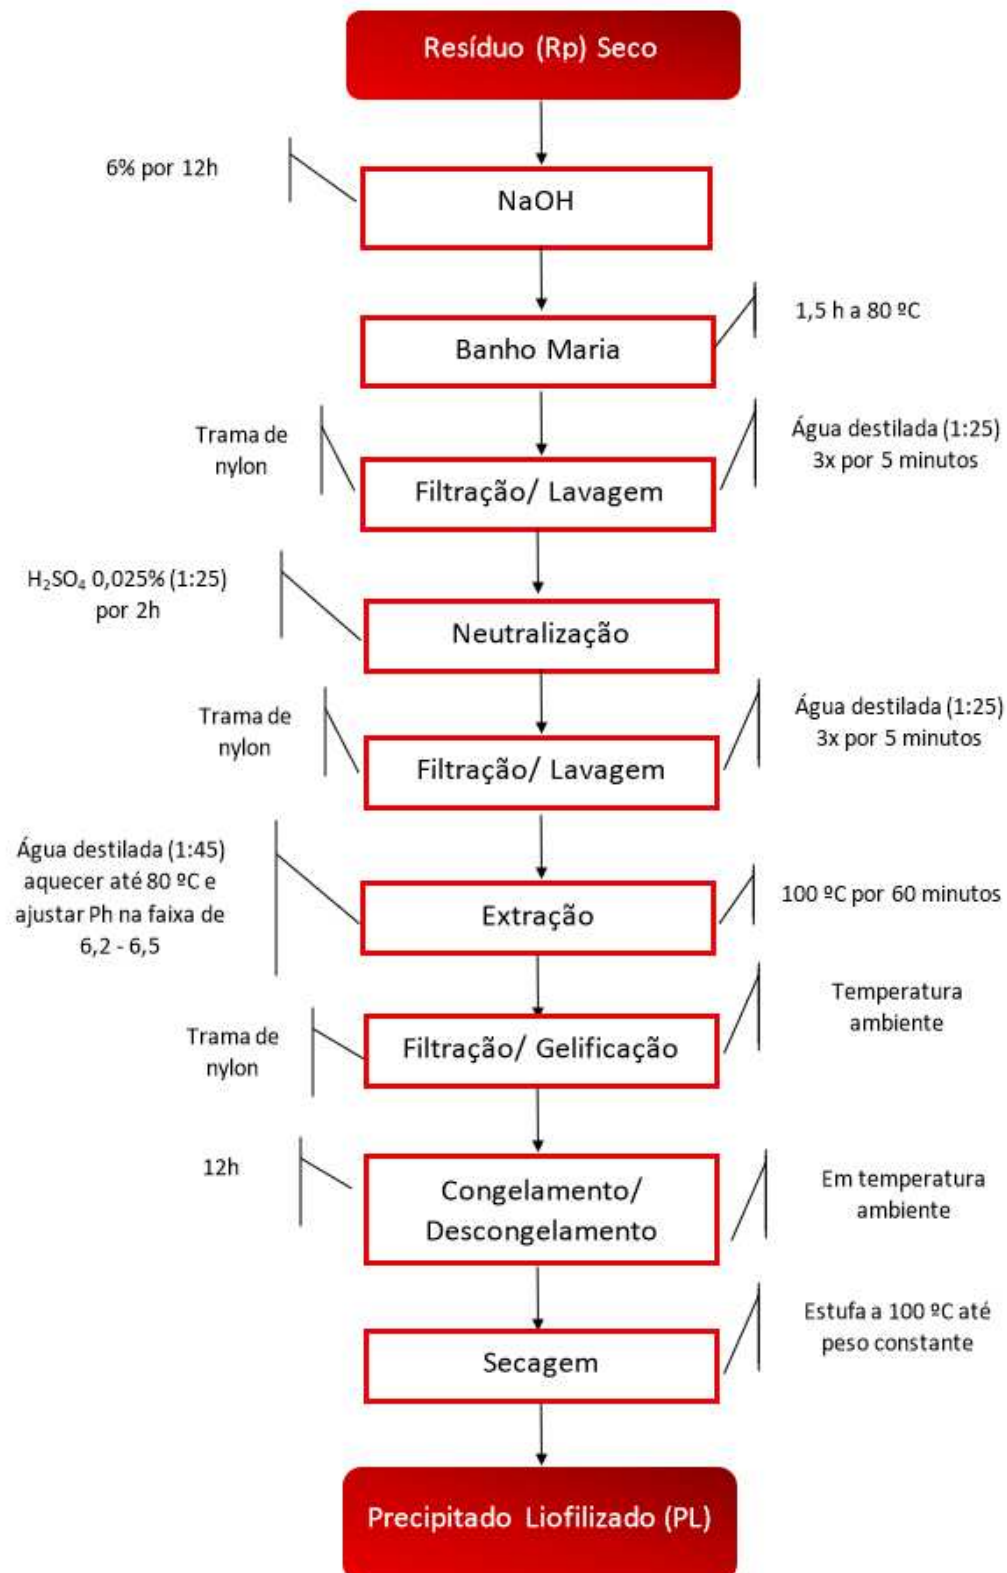 Resíduo (Rp) Seco
6% por 12h
NaOH
1,5 h a 80 ºC
Banho Maria
Trama de
nylon
Água destilada (1:25)
3x por 5 minutos
Filtração/ Lavagem
H₂SO₄ 0,025% (1:25)
por 2h
Neutralização
Trama de
nylon
Água destilada (1:25)
3x por 5 minutos
Filtração/ Lavagem
Água destilada (1:45)
aquecer até 80 ºC e
ajustar Ph na faixa de
6,2 - 6,5
Extração
100 ºC por 60 minutos
Temperatura
ambiente
Trama de
nylon
Filtração/ Gelificação
12h
Congelamento/
Descongelamento
Em temperatura
ambiente
Estufa a 100 ºC até
peso constante
Secagem
Precipitado Liofilizado (PL)